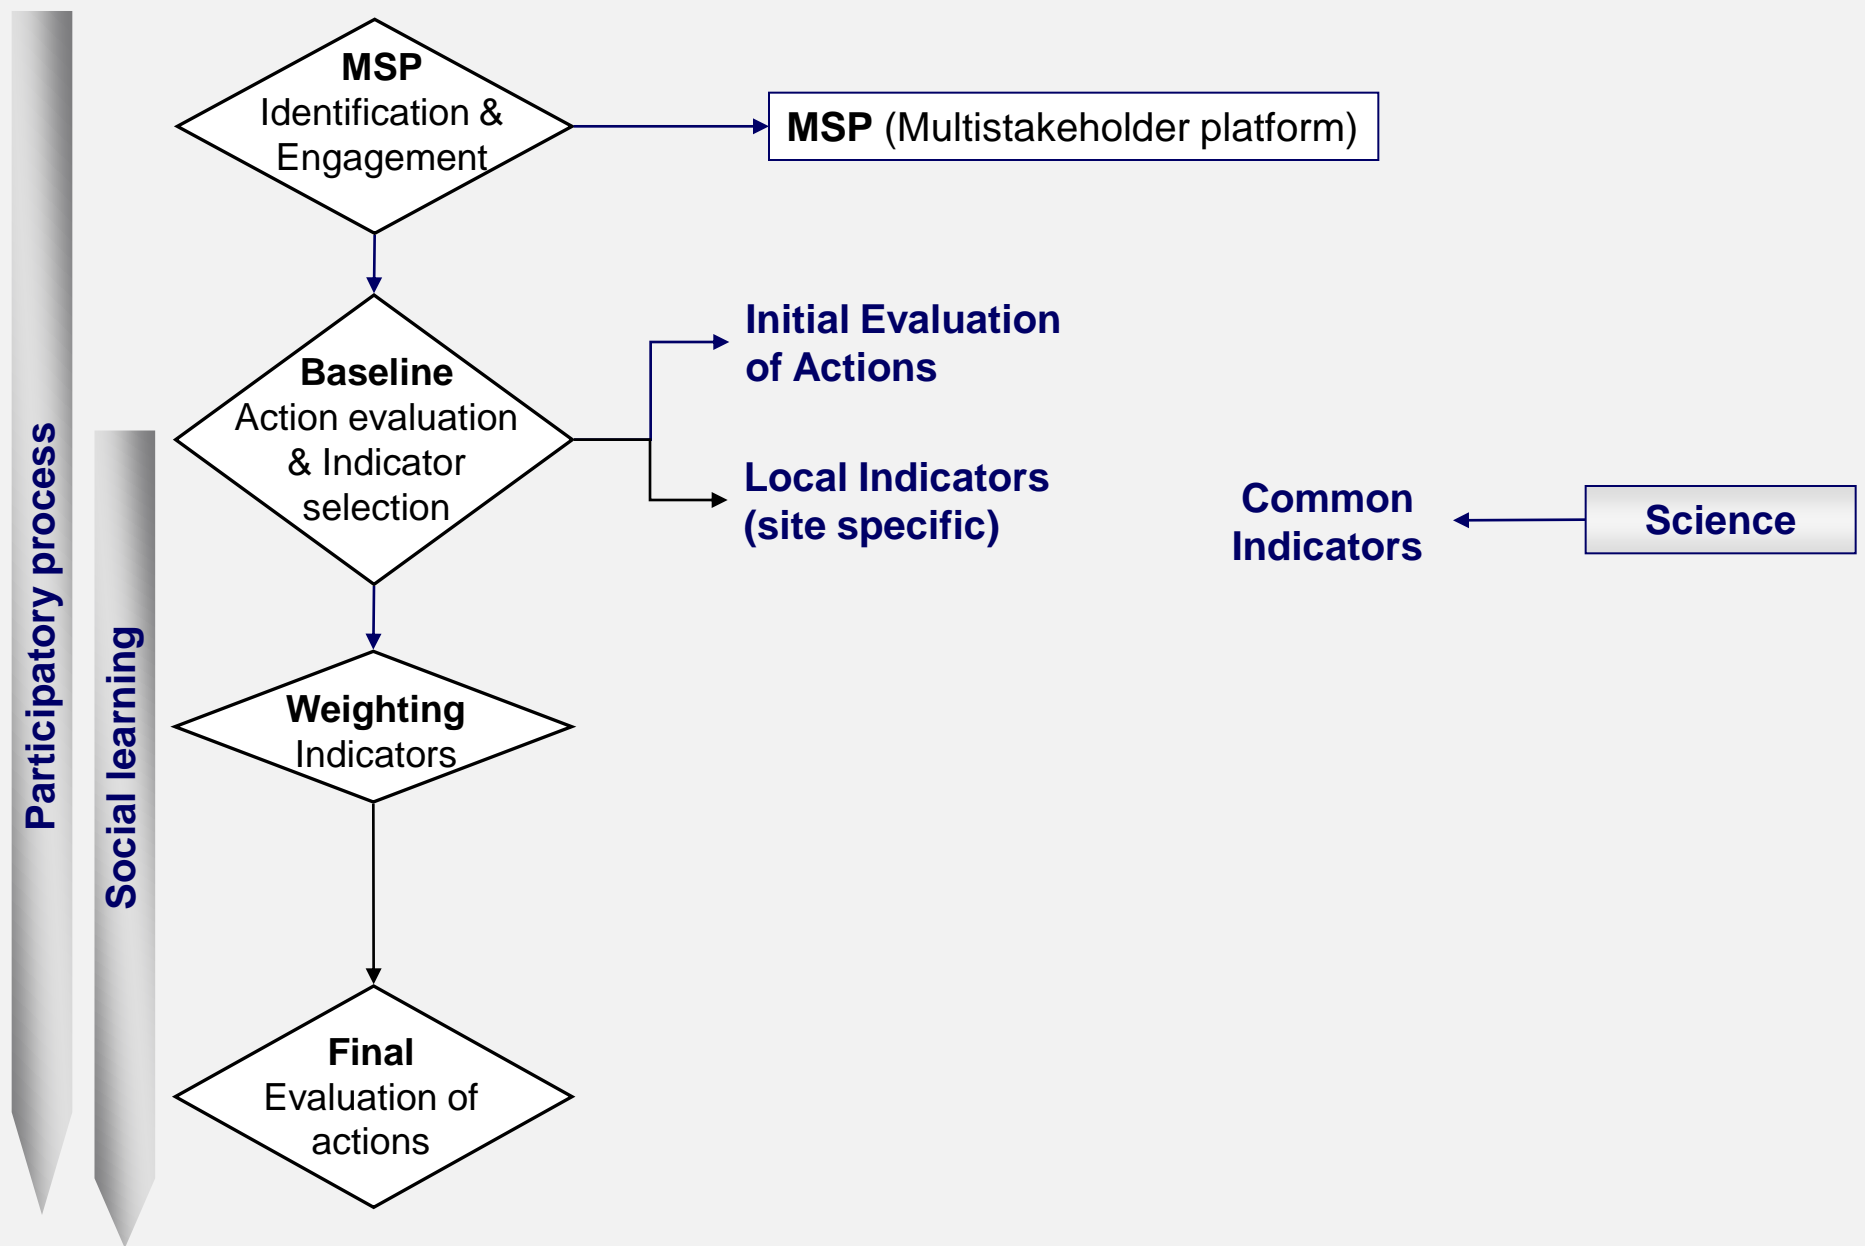 Participatory process
Social learning
MSP
Identification &
Engagement
MSP (Multistakeholder platform)
Baseline
Action evaluation
& Indicator
selection
Initial Evaluation
of Actions
Local Indicators
(site specific)
Common
Indicators
Science
Weighting
Indicators
Final
Evaluation of
actions